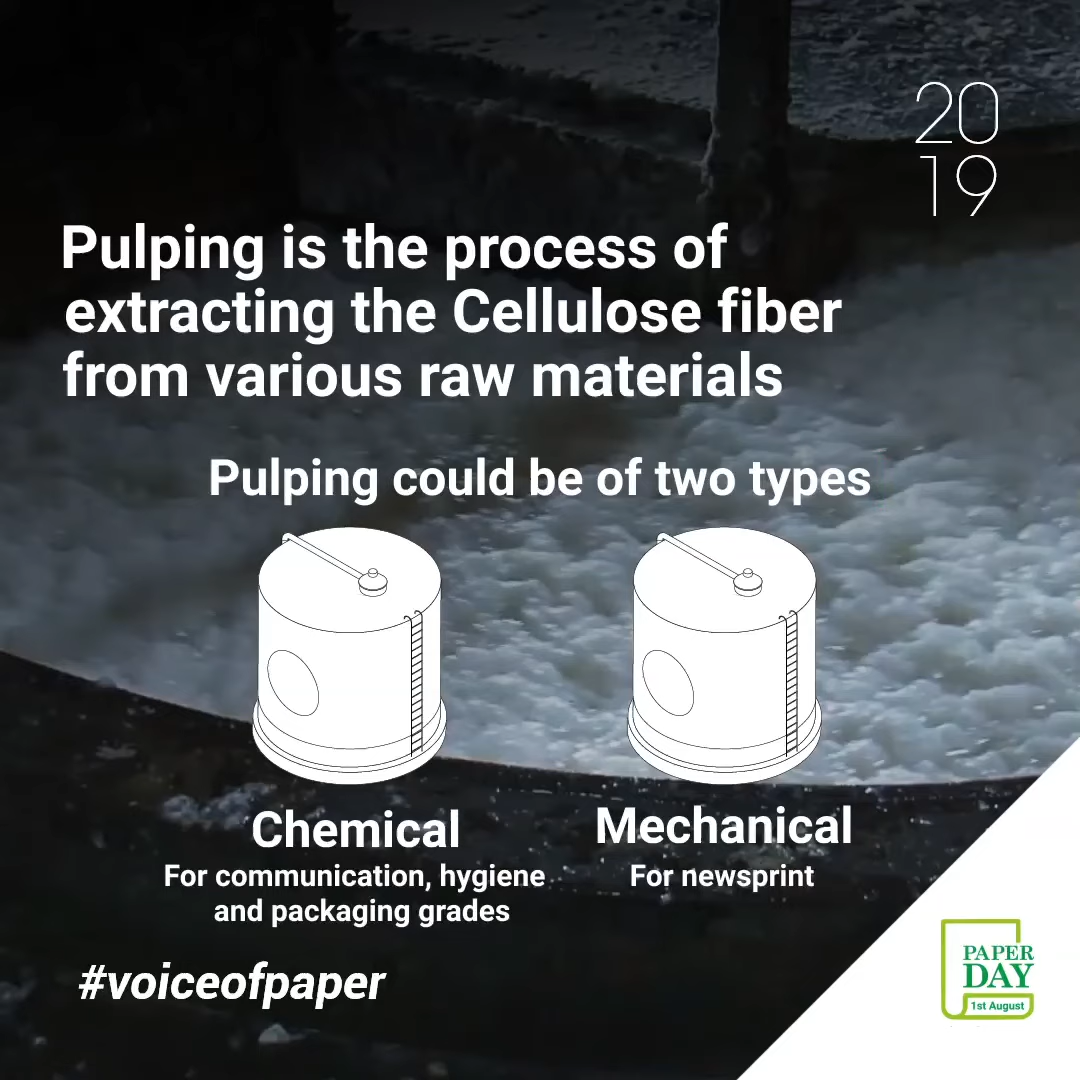 20
19
Pulping is the process of
extracting the Cellulose fiber
from various raw materials
Pulping could be of two types
Chemical
For communication, hygiene
and packaging grades
Mechanical
For newsprint
#voiceofpaper
PAPER
DAY
1st August